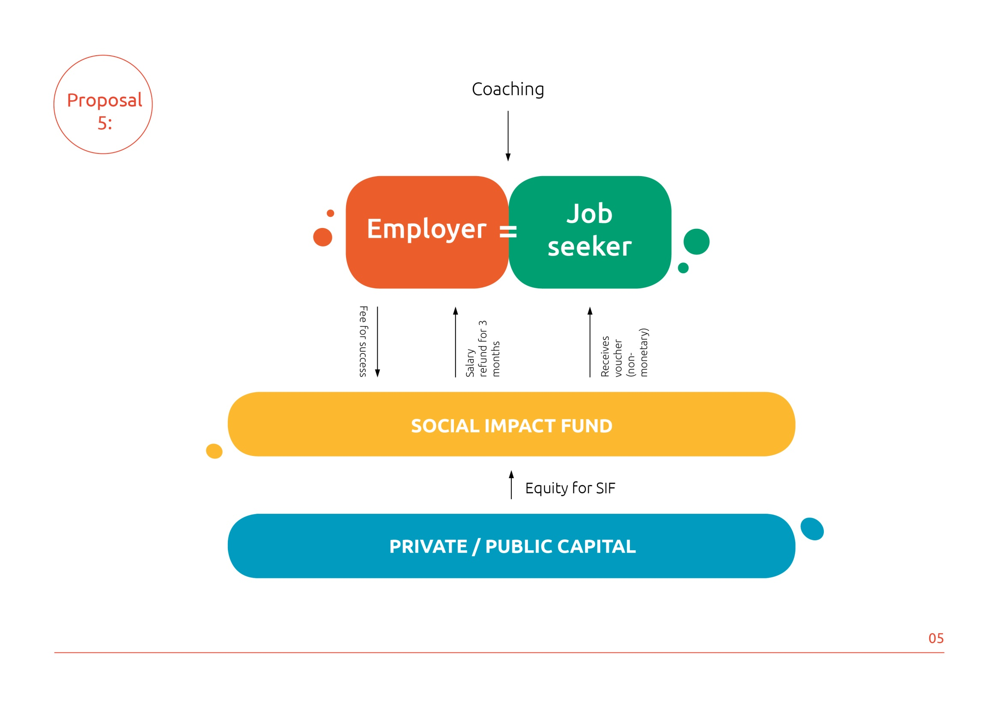 Proposal
5:
Coaching
Employer =
Job
seeker
Fee for success
Salary
refund for 3
months
Receives
voucher
(non-
monetary)
SOCIAL IMPACT FUND
Equity for SIF
PRIVATE / PUBLIC CAPITAL
05